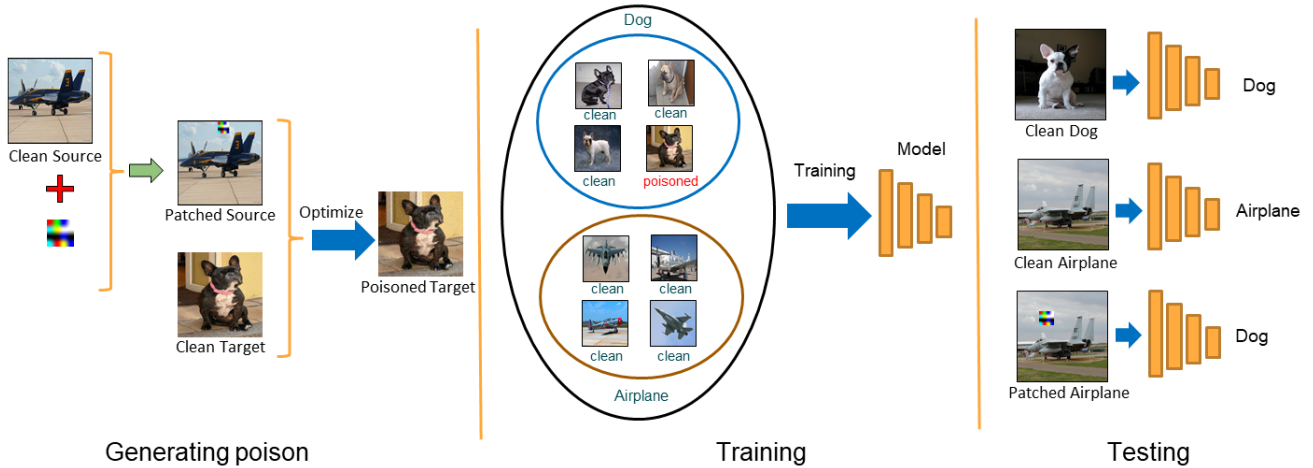 Clean Source
Patched Source
Clean Target
Optimize
Poisoned Target
Generating poison
Dog
clean
clean
clean
poisoned
clean
clean
clean
clean
Airplane
Training
Model
Training
Clean Dog
Dog
Clean Airplane
Airplane
Patched Airplane
Dog
Testing